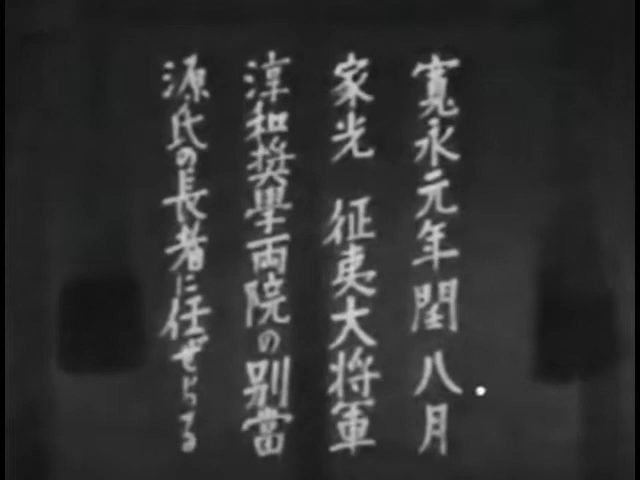 寛永元年閏八月
家光 征夷大将軍
淳和奨學両院の別當
源氏の長者に任ぜらる